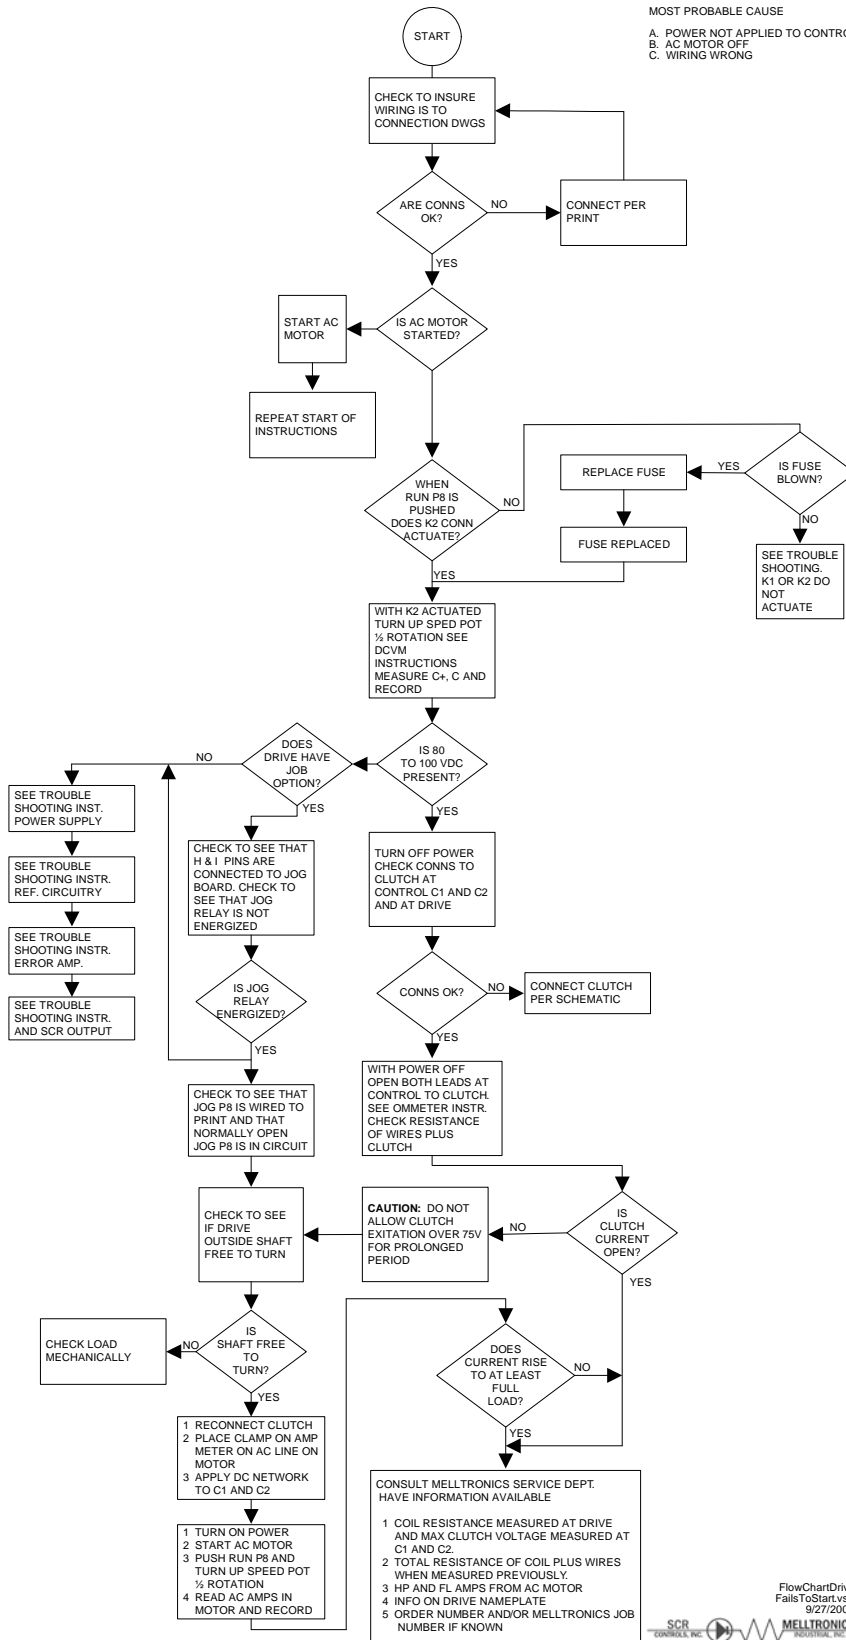 MOST PROBABLE CAUSE
A. POWER NOT APPLIED TO CONTRO
B. AC MOTOR OFF
C. WIRING WRONG
START
CHECK TO INSURE
WIRING IS TO
CONNECTION DWGS
ARE CONNS
OK?
NO
CONNECT PER
PRINT
YES
IS AC MOTOR
STARTED?
START AC
MOTOR
REPEAT START OF
INSTRUCTIONS
WHEN
RUN P8 IS
PUSHED
DOES K2 CONN
ACTUATE?
NO
IS FUSE
BLOWN?
YES
REPLACE FUSE
FUSE REPLACED
NO
SEE TROUBLE
SHOOTING.
K1 OR K2 DO
NOT
ACTUATE
YES
WITH K2 ACTUATED
TURN UP SPED POT
½ ROTATION SEE
DCVM
INSTRUCTIONS
MEASURE C+, C AND
RECORD
IS 80
TO 100 VDC
PRESENT?
DOES
DRIVE HAVE
JOB
OPTION?
NO
SEE TROUBLE
SHOOTING INST.
POWER SUPPLY
SEE TROUBLE
SHOOTING INSTR.
REF. CIRCUITRY
SEE TROUBLE
SHOOTING INSTR.
ERROR AMP.
SEE TROUBLE
SHOOTING INSTR.
AND SCR OUTPUT
YES
CHECK TO SEE THAT
H & I PINS ARE
CONNECTED TO JOG
BOARD. CHECK TO
SEE THAT JOG
RELAY IS NOT
ENERGIZED
IS JOG
RELAY
ENERGIZED?
YES
CHECK TO SEE THAT
JOG P8 IS WIRED TO
PRINT AND THAT
NORMALLY OPEN
JOG P8 IS IN CIRCUIT
YES
TURN OFF POWER
CHECK CONNS TO
CLUTCH AT
CONTROL C1 AND C2
AND AT DRIVE
CONNS OK?
NO
CONNECT CLUTCH
PER SCHEMATIC
YES
WITH POWER OFF
OPEN BOTH LEADS AT
CONTROL TO CLUTCH.
SEE OMMETER INSTR.
CHECK RESISTANCE
OF WIRES PLUS
CLUTCH
IS
CLUTCH
CURRENT
OPEN?
NO
CAUTION: DO NOT
ALLOW CLUTCH
EXITATION OVER 75V
FOR PROLONGED
PERIOD
CHECK TO SEE
IF DRIVE
OUTSIDE SHAFT
FREE TO TURN
YES
IS
SHAFT FREE
TO
TURN?
NO
CHECK LOAD
MECHANICALLY
YES
1 RECONNECT CLUTCH
2 PLACE CLAMP ON AMP
METER ON AC LINE ON
MOTOR
3 APPLY DC NETWORK
TO C1 AND C2
1 TURN ON POWER
2 START AC MOTOR
3 PUSH RUN P8 AND
TURN UP SPEED POT
½ ROTATION
4 READ AC AMPS IN
MOTOR AND RECORD
DOES
CURRENT RISE
TO AT LEAST
FULL
LOAD?
NO
YES
CONSULT MELLTRONICS SERVICE DEPT.
HAVE INFORMATION AVAILABLE
1 COIL RESISTANCE MEASURED AT DRIVE
AND MAX CLUTCH VOLTAGE MEASURED AT
C1 AND C2.
2 TOTAL RESISTANCE OF COIL PLUS WIRES
WHEN MEASURED PREVIOUSLY.
3 HP AND FL AMPS FROM AC MOTOR
4 INFO ON DRIVE NAMEPLATE
5 ORDER NUMBER AND/OR MELLTRONICS JOB
NUMBER IF KNOWN
FlowChartDriv
FailsToStart.vs
9/27/200
SCR
CONTROLS, INC.
MELLTRONICS
INDUSTRIAL, INC.